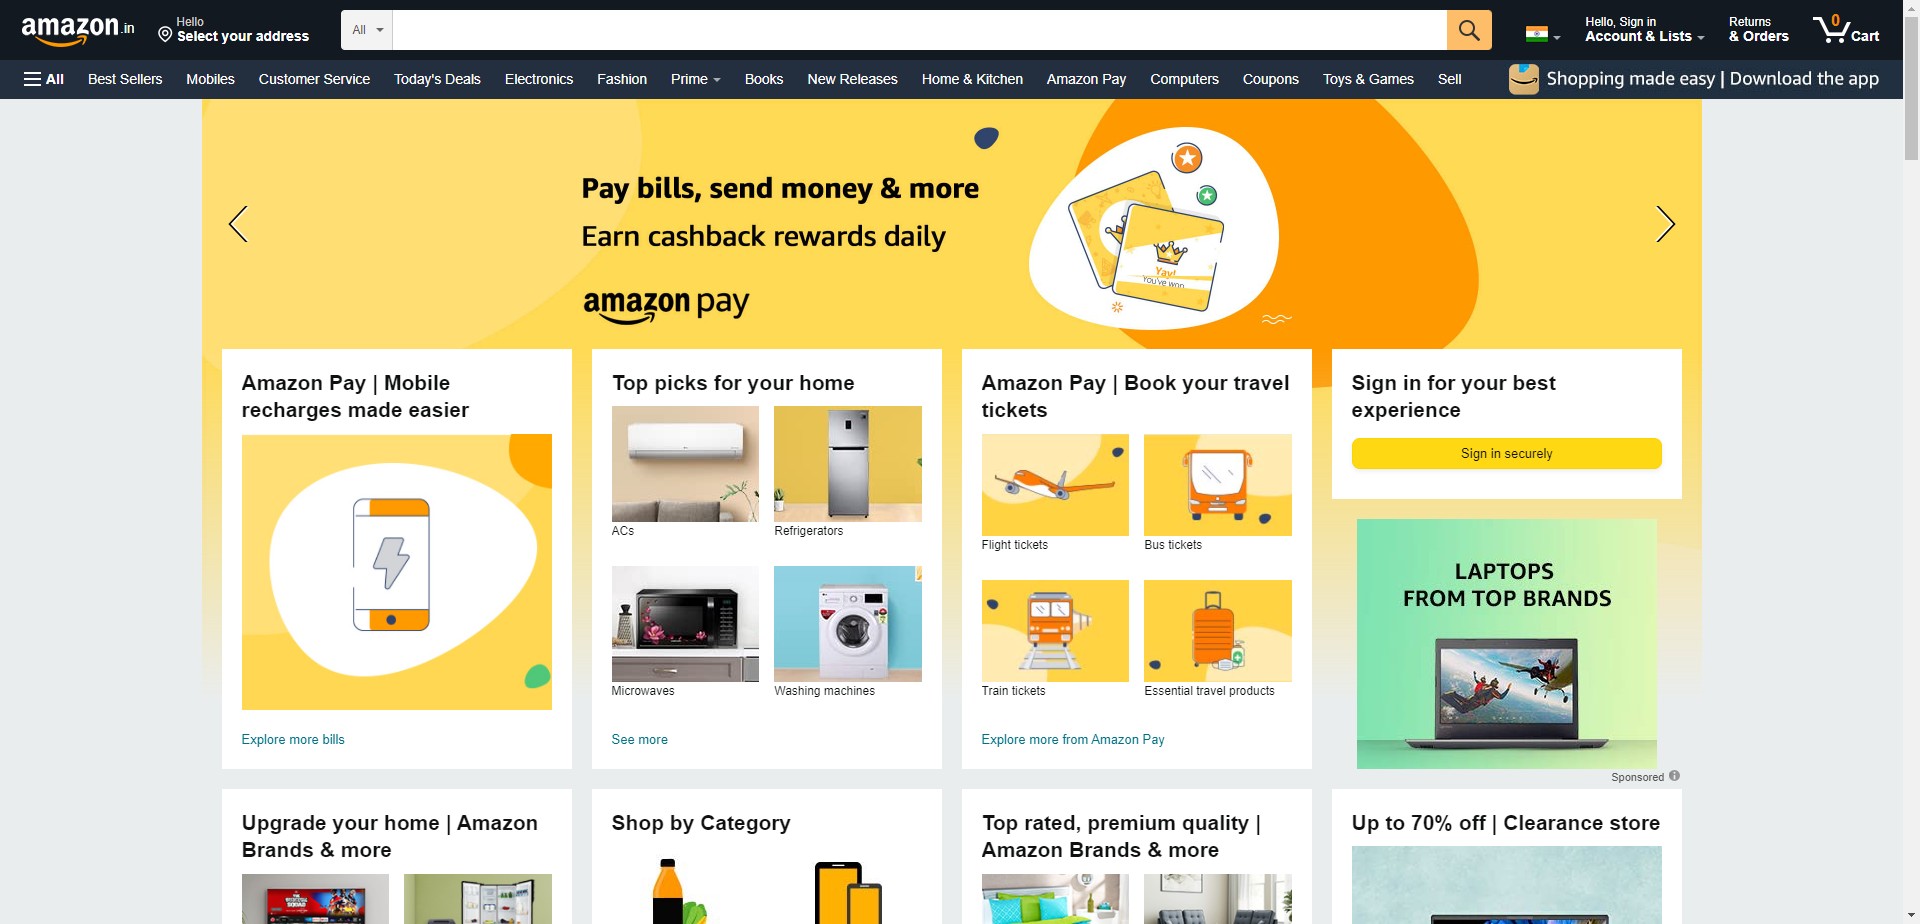 amazon.in
Hello
Select your address
All
Hello, Sign in
Account & Lists
Returns
& Orders
0
Cart
All
Best Sellers
Mobiles
Customer Service
Today's Deals
Electronics
Fashion
Prime
Books
New Releases
Home & Kitchen
Amazon Pay
Computers
Coupons
Toys & Games
Sell
Shopping made easy | Download the app
Pay bills, send money & more
Earn cashback rewards daily
amazon pay
Yay!
You've won
Amazon Pay | Mobile
recharges made easier
Explore more bills
Top picks for your home
ACs
Refrigerators
Microwaves
Washing machines
See more
Amazon Pay | Book your travel
tickets
Flight tickets
Bus tickets
Train tickets
Essential travel products
Explore more from Amazon Pay
Sign in for your best
experience
Sign in securely
LAPTOPS
FROM TOP BRANDS
Sponsored
Upgrade your home | Amazon
Brands & more
Shop by Category
Top rated, premium quality |
Amazon Brands & more
Up to 70% off | Clearance store